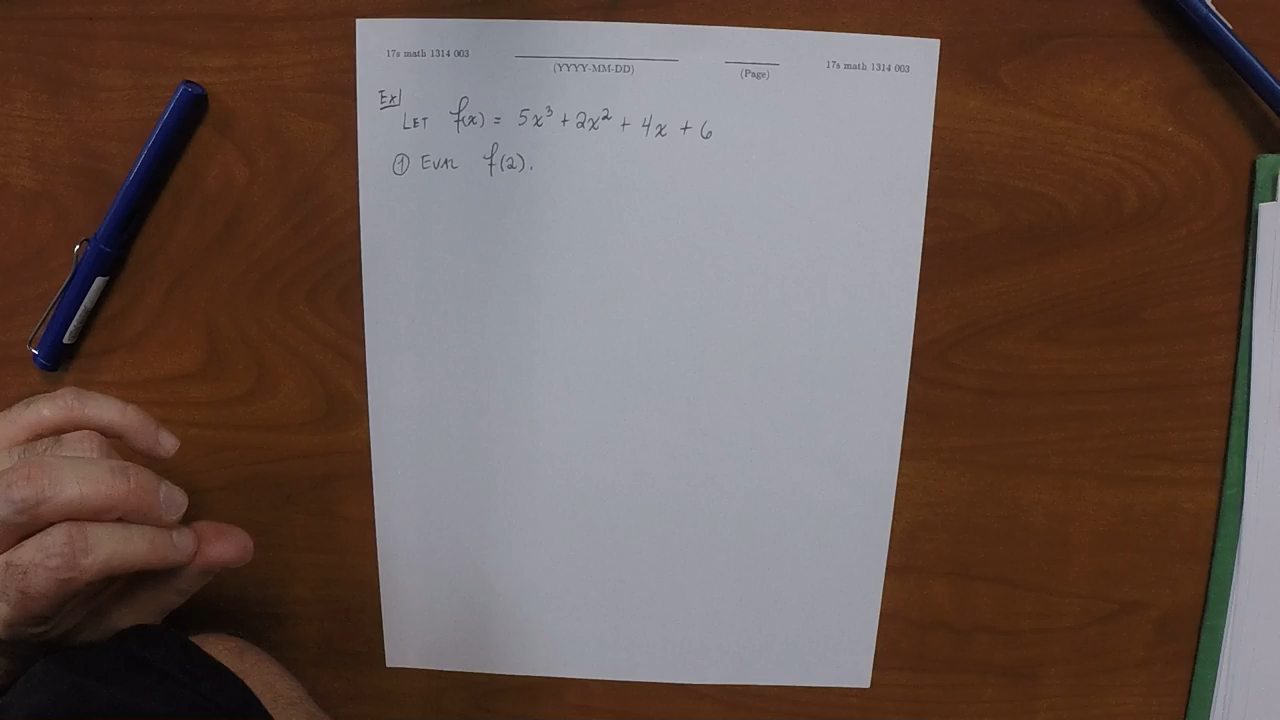 17s math 1314 003
(YYYY-MM-DD)
(Page)
17s math 1314 003
Ex|
LET f(x) = 5x³ + 2x² + 4x + 6
① EVAL f(2).